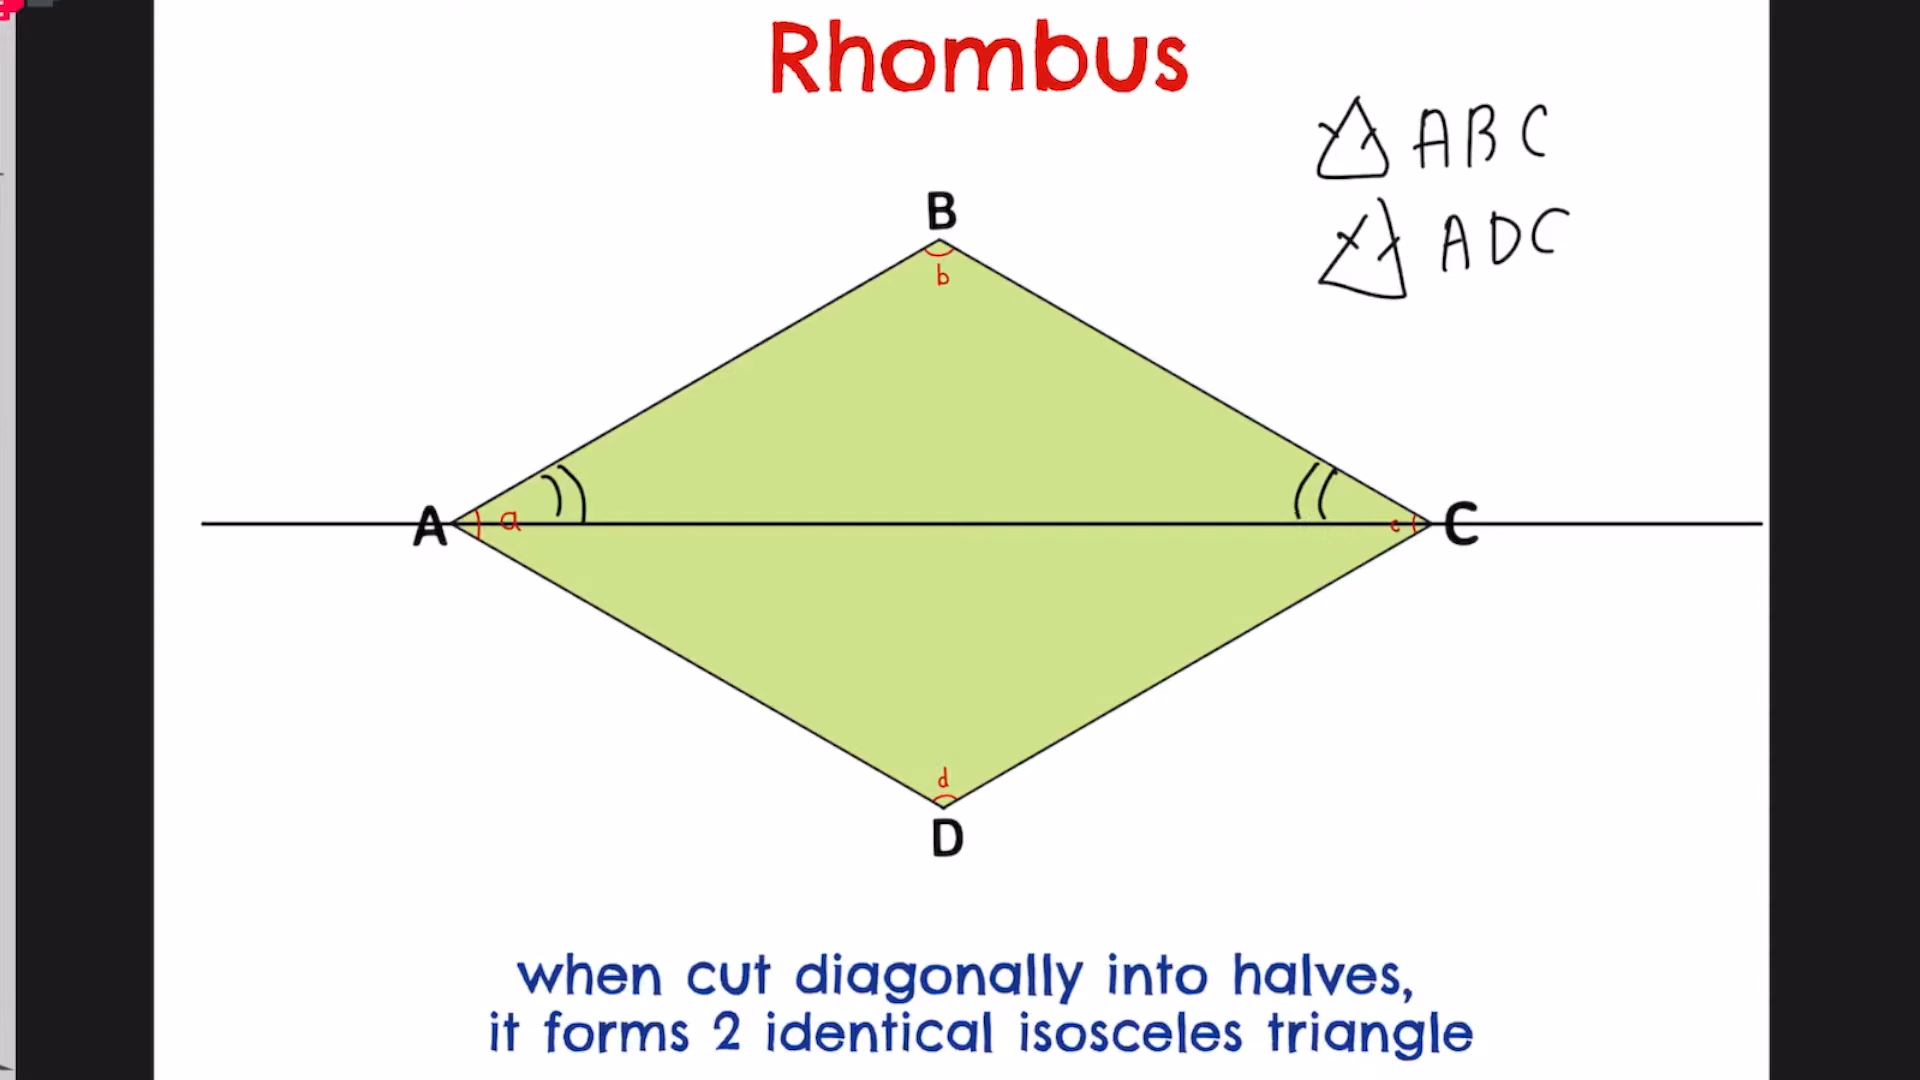 Rhombus
ABC
ADC
B
b
A a c C
d
D
when cut diagonally into halves,
it forms 2 identical isosceles triangle